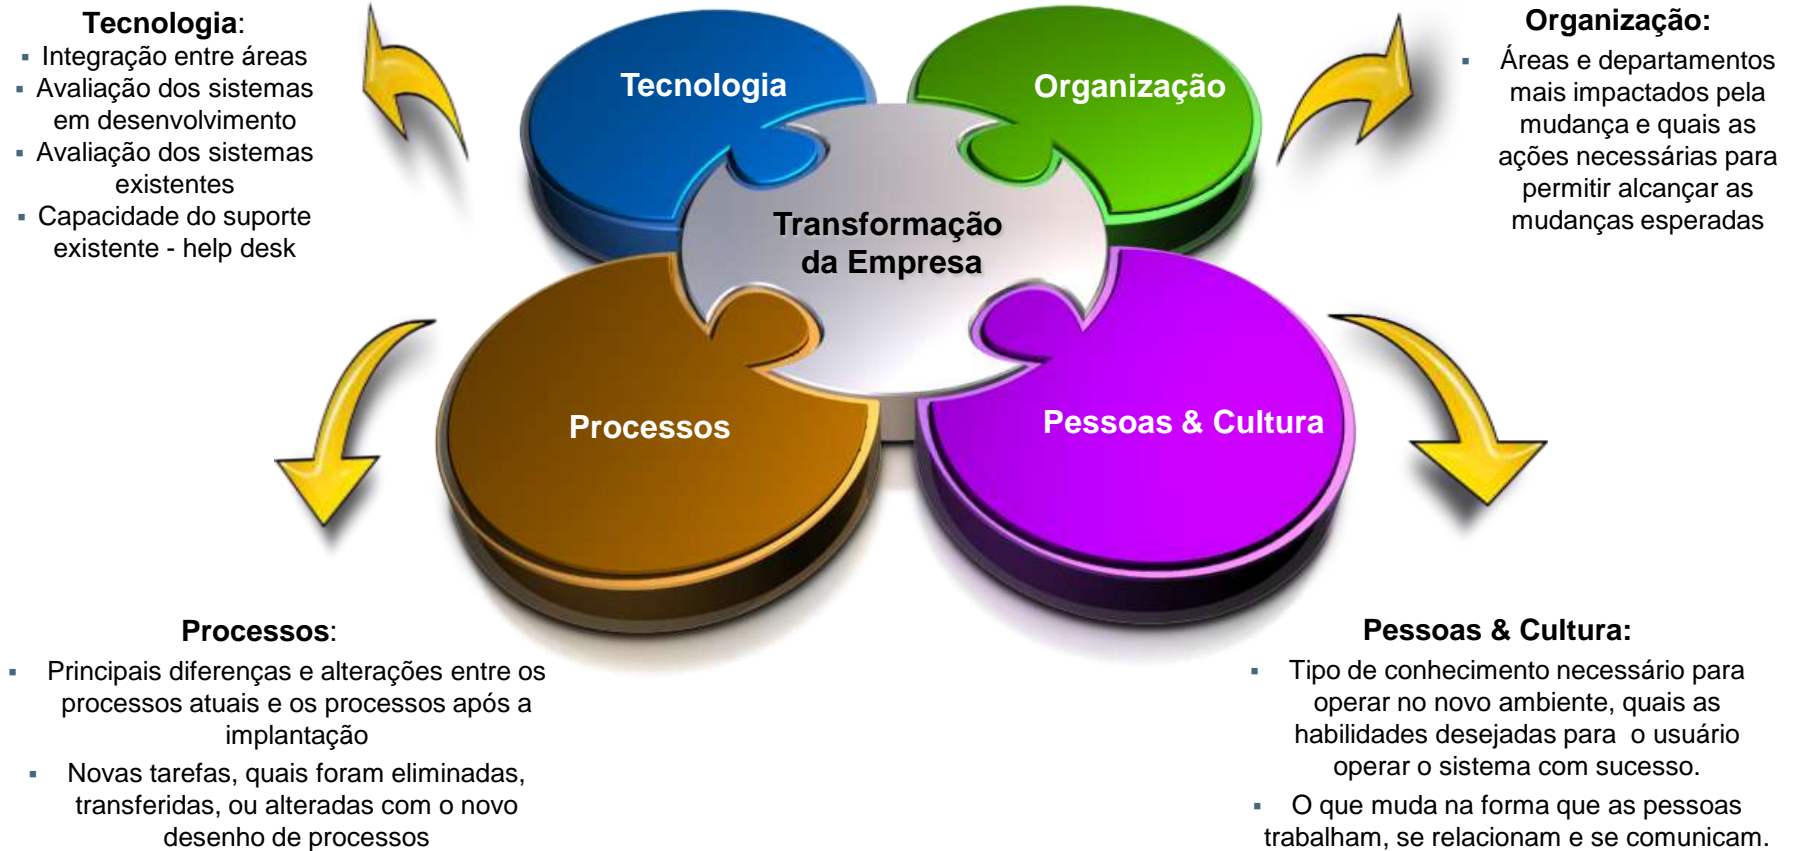 Tecnologia:
▪ Integração entre áreas
▪ Avaliação dos sistemas
em desenvolvimento
▪ Avaliação dos sistemas
existentes
▪ Capacidade do suporte
existente - help desk
Tecnologia
Organização
Transformação
da Empresa
Processos
Pessoas & Cultura
Organização:
▪ Áreas e departamentos
mais impactados pela
mudança e quais as
ações necessárias para
permitir alcançar as
mudanças esperadas
Processos:
▪ Principais diferenças e alterações entre os
processos atuais e os processos após a
implantação
▪ Novas tarefas, quais foram eliminadas,
transferidas, ou alteradas com o novo
desenho de processos
Pessoas & Cultura:
▪ Tipo de conhecimento necessário para
operar no novo ambiente, quais as
habilidades desejadas para o usuário
operar o sistema com sucesso.
▪ O que muda na forma que as pessoas
trabalham, se relacionam e se comunicam.